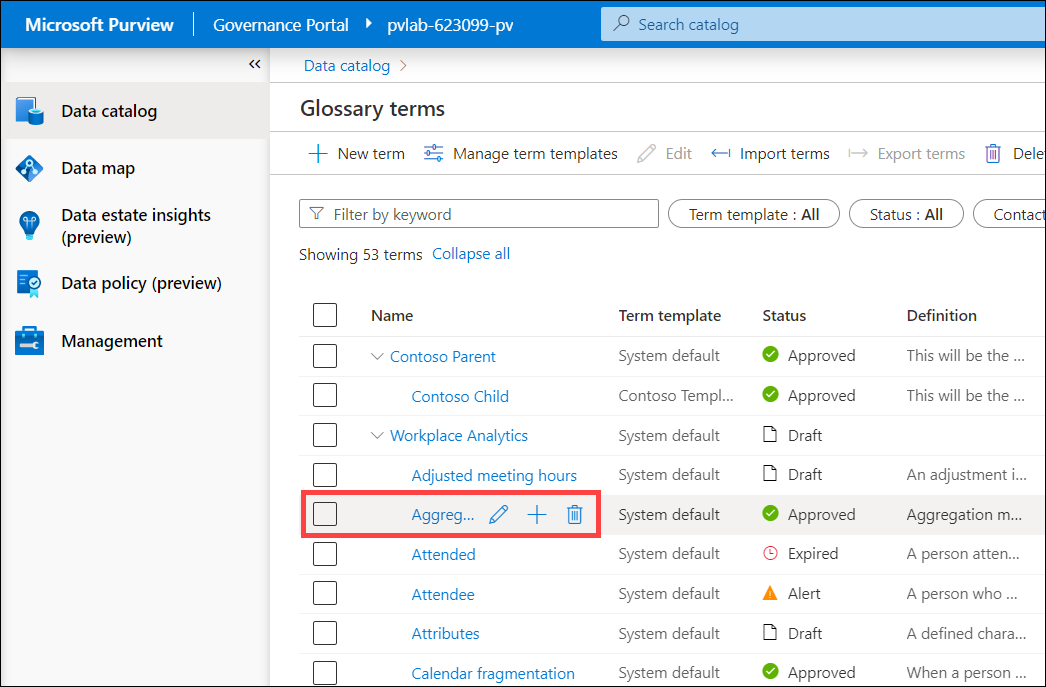 Microsoft Purview Governance Portal pvlab-623099-pv Search catalog
Data catalog
Data map
Data estate insights
(preview)
Data policy (preview)
Management
Data catalog
Glossary terms
New term Manage term templates Edit Import terms Export terms Dele
Filter by keyword Term template : All Status : All Contact
Showing 53 terms Collapse all
Name Term template Status Definition
Contoso Parent System default Approved This will be the ...
Contoso Child Contoso Templ... Approved This will be the ...
Workplace Analytics System default Draft
Adjusted meeting hours System default Draft An adjustment i...
Aggreg... System default Approved Aggregation m...
Attended System default Expired A person atten...
Attendee System default Alert A person who ...
Attributes System default Draft A defined chara...
Calendar fragmentation System default Approved When a person ...